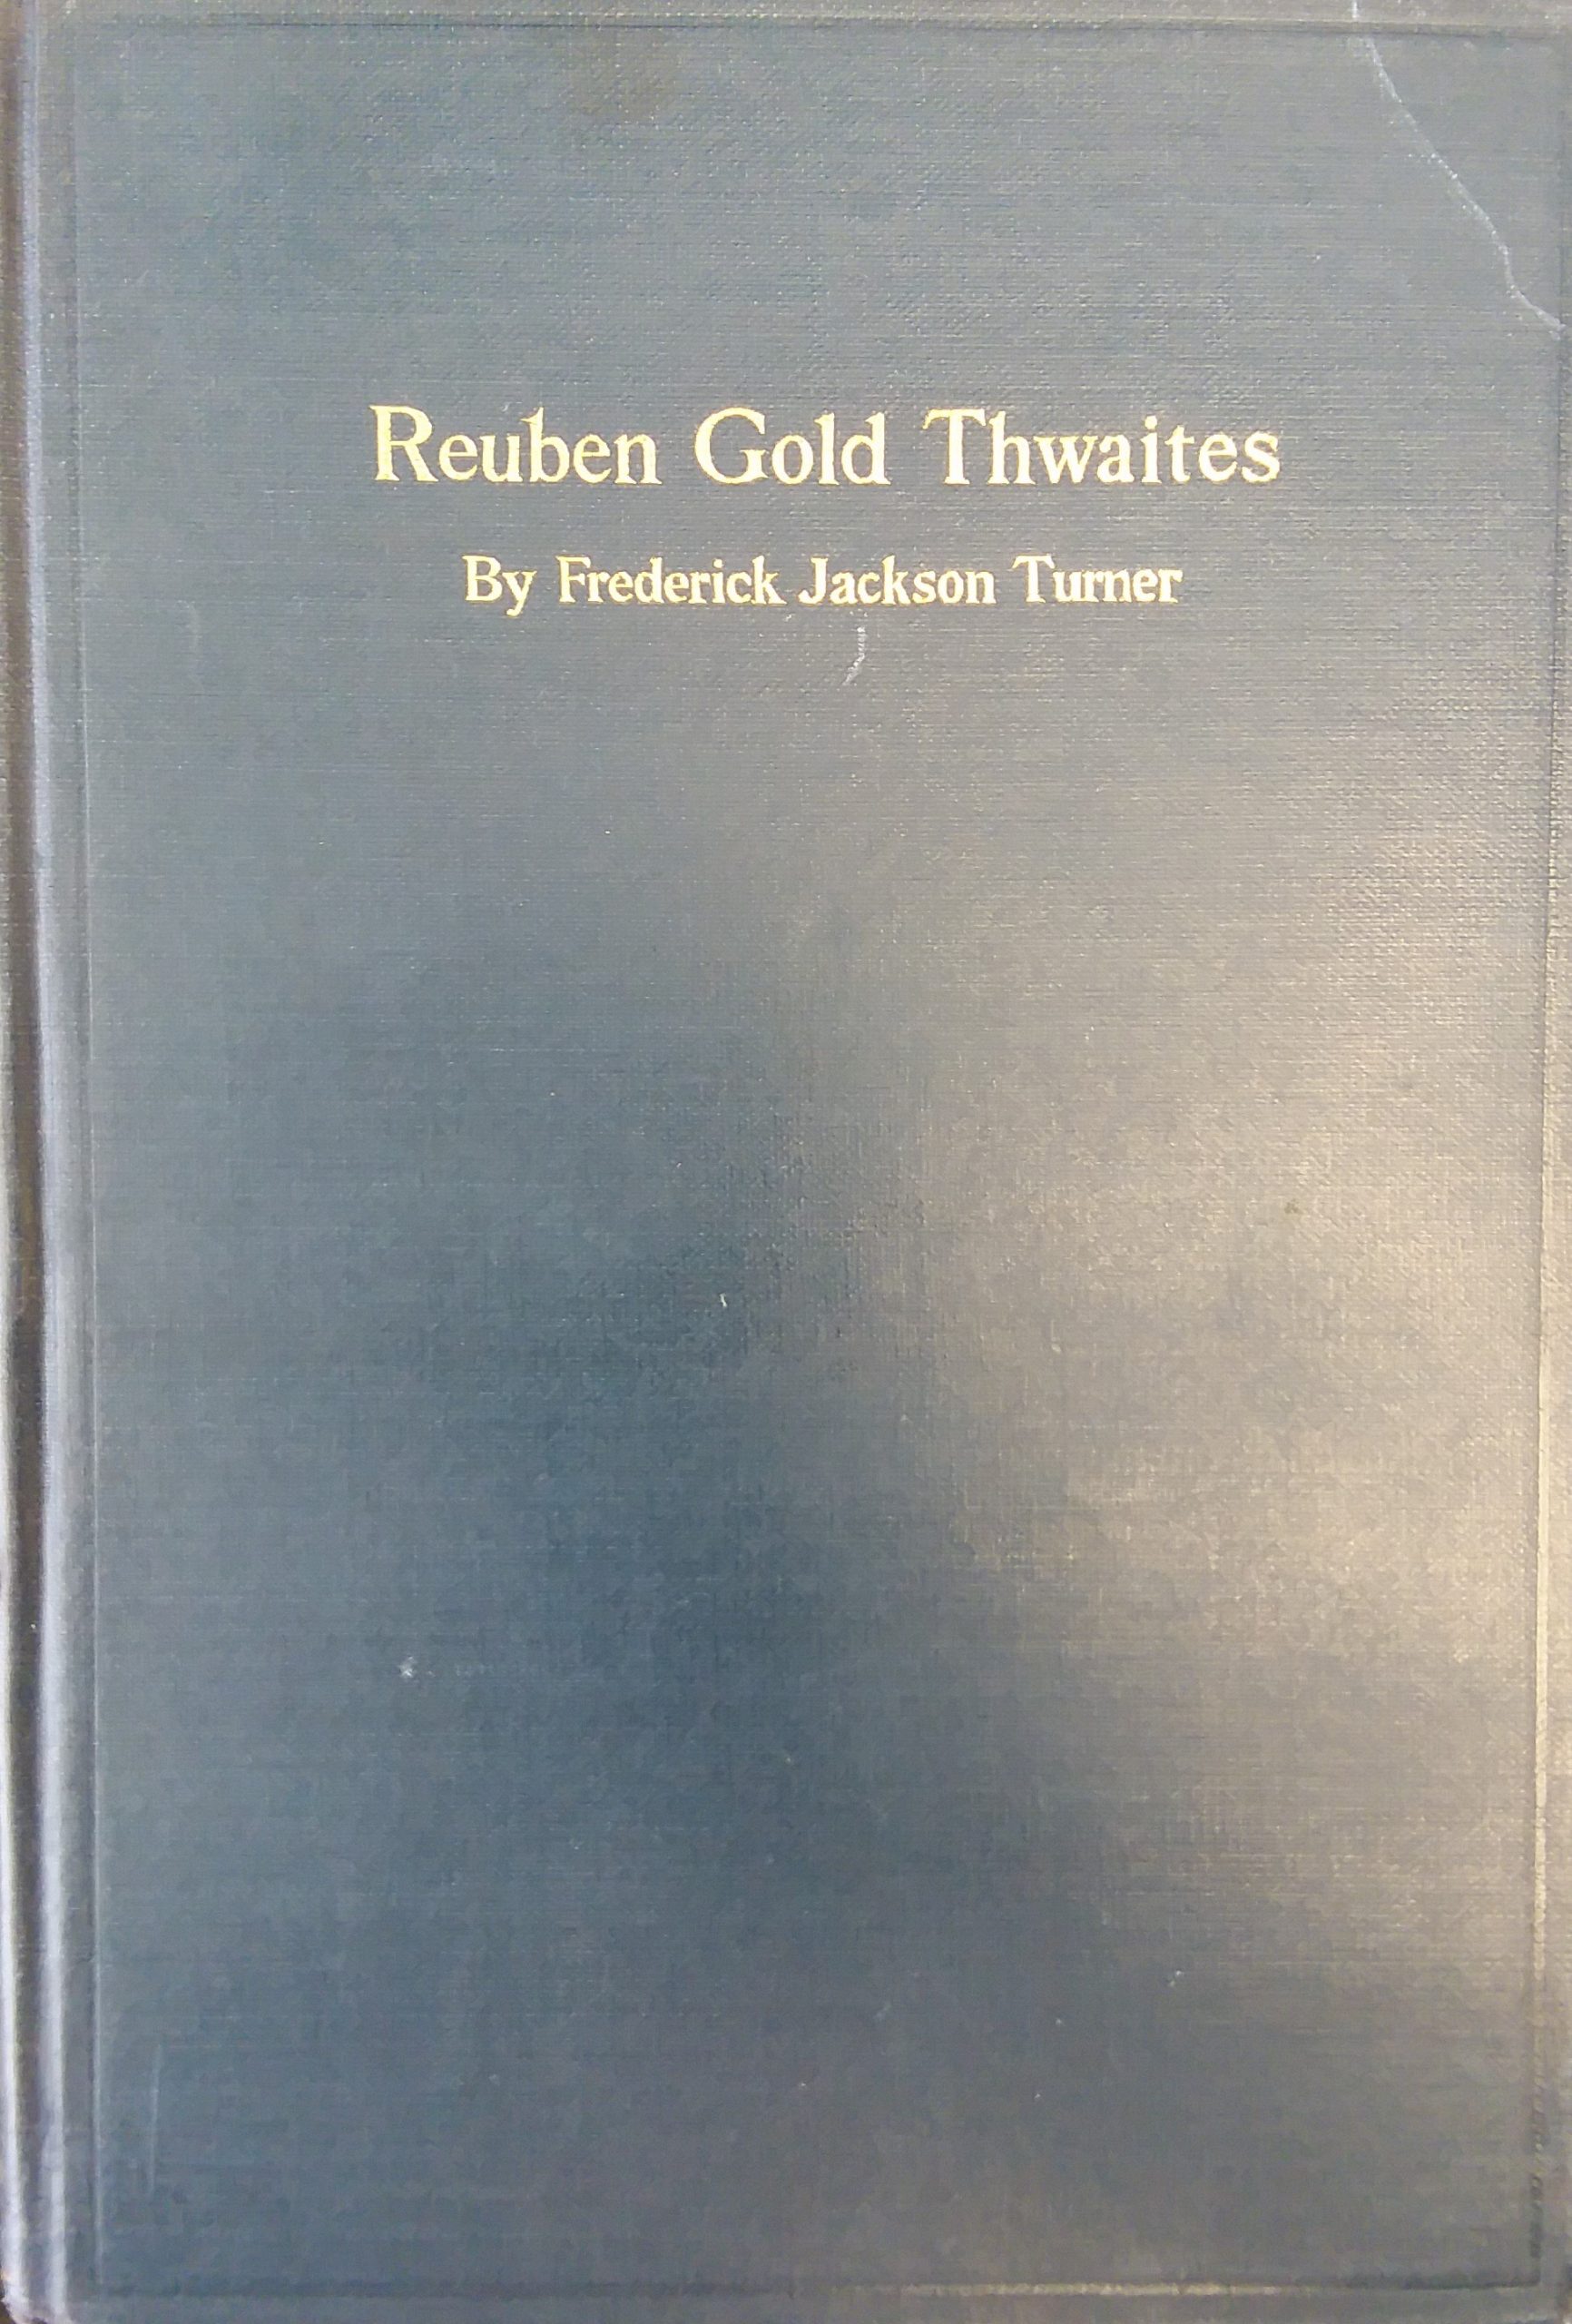 Reuben Gold Thwaites
By Frederick Jackson Turner